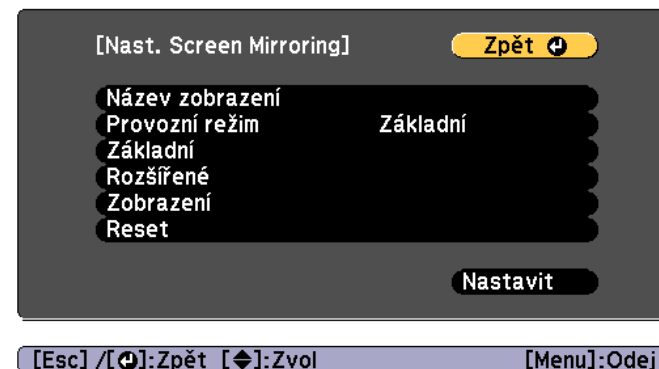 [Nast. Screen Mirroring] Zpět
Název zobrazení
Provozní režim Základní
Základní
Rozšířené
Zobrazení
Reset
Nastavit
[Esc] /[ ]:Zpět [ ]:Zvol [Menu]:Odej